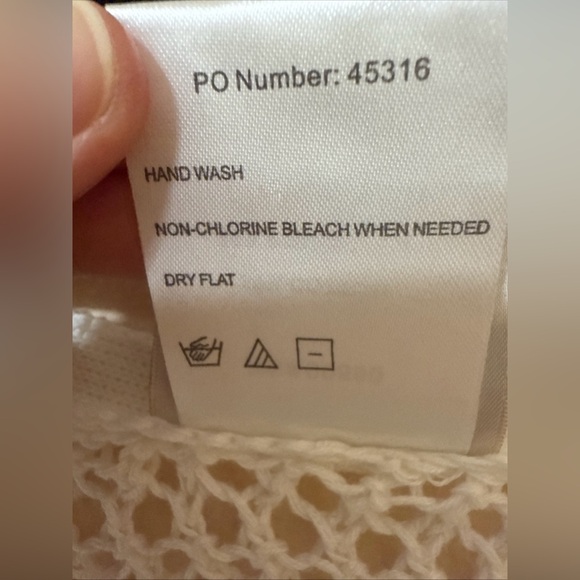 PO Number: 45316
HAND WASH
NON-CHLORINE BLEACH WHEN NEEDED
DRY FLAT